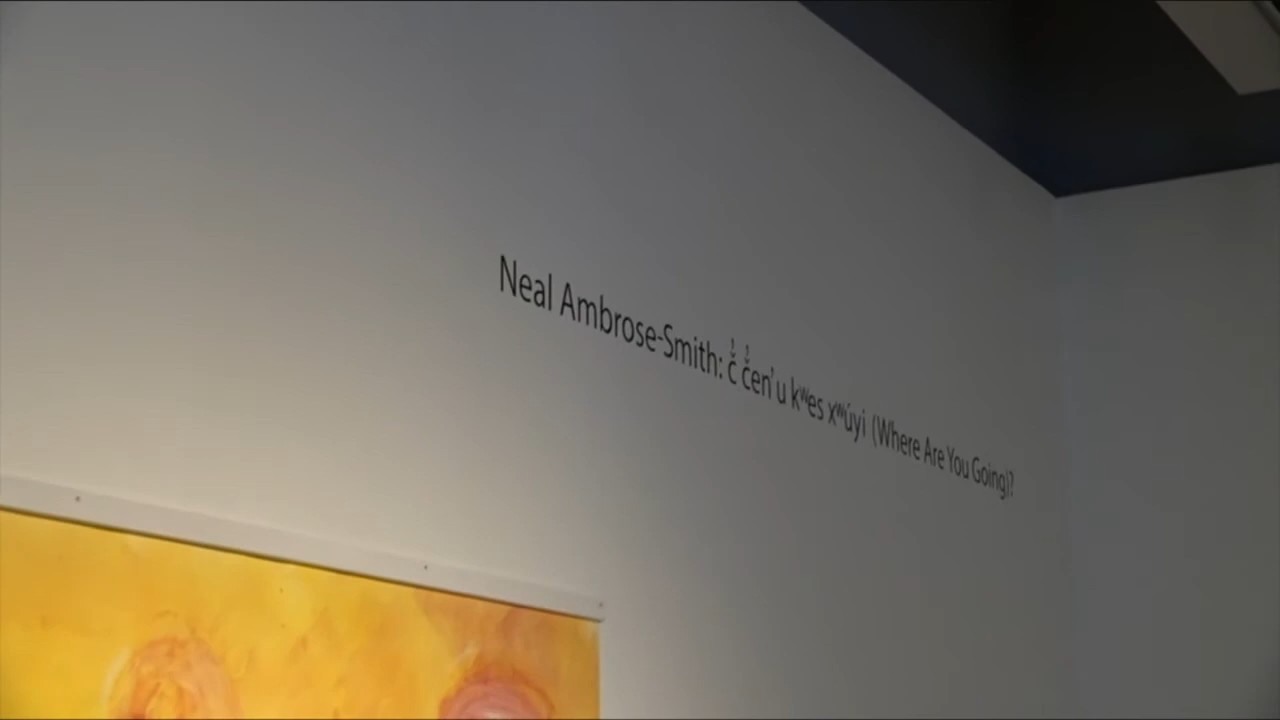 Neal Ambrose-Smith: č̓ č̓en̓ u kʷes xʷúyi (Where Are You Going)?